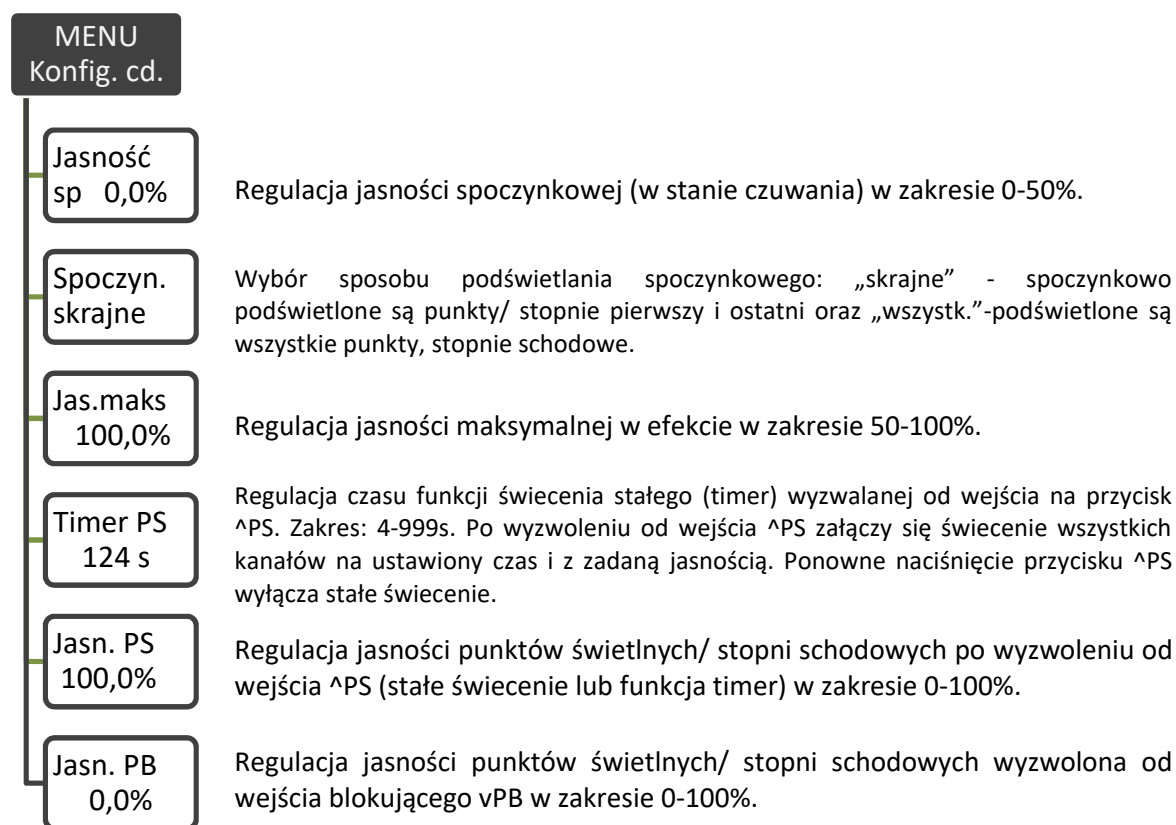 MENU
Konfig. cd.
Jasność
sp 0,0%
Regulacja jasności spoczynkowej (w stanie czuwania) w zakresie 0-50%.
Spoczyn.
skrajne
Wybór sposobu podświetlania spoczynkowego: „skrajne” - spoczynkowo
podświetlone są punkty/ stopnie pierwszy i ostatni oraz „wszystk.”-podświetlone są
wszystkie punkty, stopnie schodowe.
Jas.maks
100,0%
Regulacja jasności maksymalnej w efekcie w zakresie 50-100%.
Timer PS
124 s
Regulacja czasu funkcji świecenia stałego (timer) wyzwalanej od wejścia na przycisk
^PS. Zakres: 4-999s. Po wyzwoleniu od wejścia ^PS załączy się świecenie wszystkich
kanałów na ustawiony czas i z zadaną jasnością. Ponowne naciśnięcie przycisku ^PS
wyłącza stałe świecenie.
Jasn. PS
100,0%
Regulacja jasności punktów świetlnych/ stopni schodowych po wyzwoleniu od
wejścia ^PS (stałe świecenie lub funkcja timer) w zakresie 0-100%.
Jasn. PB
0,0%
Regulacja jasności punktów świetlnych/ stopni schodowych wyzwolona od
wejścia blokującego vPB w zakresie 0-100%.